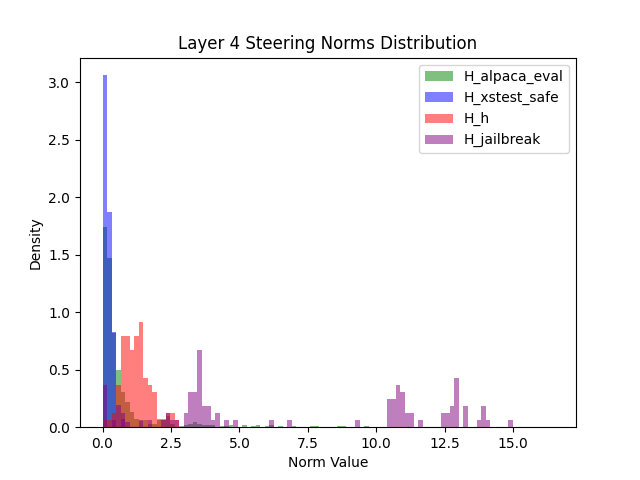 Layer 4 Steering Norms Distribution
H_alpaca_eval
H_xstest_safe
H_h
H_jailbreak
Density
3.0
2.5
2.0
1.5
1.0
0.5
0.0
0.0 2.5 5.0 7.5 10.0 12.5 15.0
Norm Value